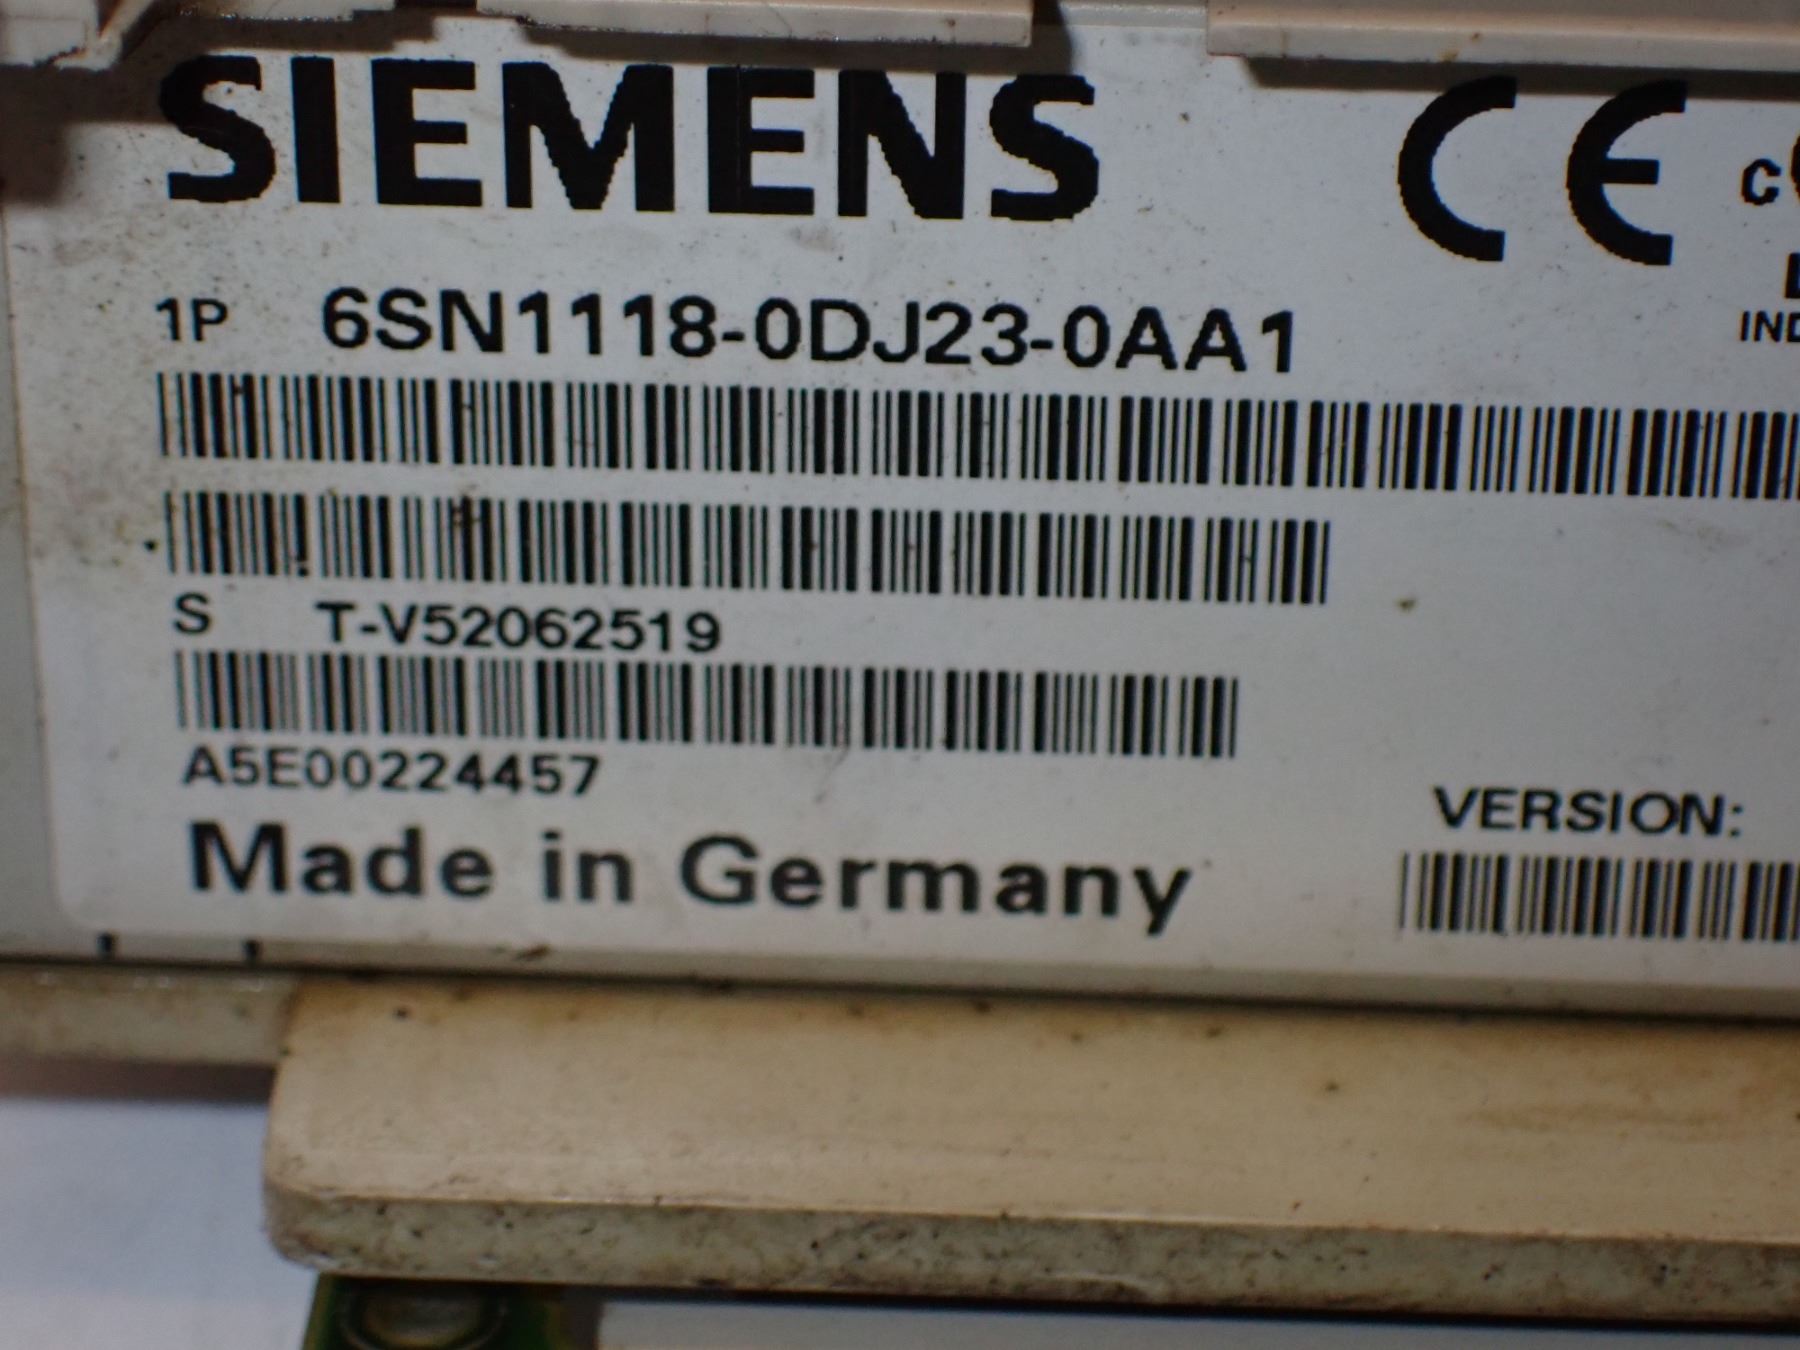 SIEMENS CE C
1P 6SN1118-0DJ23-0AA1
S T-V52062519
A5E00224457
VERSION:
Made in Germany